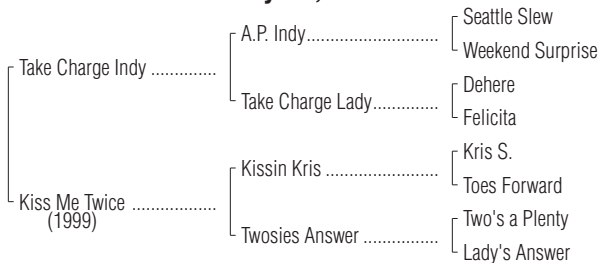 Seattle Slew
A.P. Indy
Weekend Surprise
Take Charge Indy
Dehere
Take Charge Lady
Felicita
Kris S.
Kissin Kris
Toes Forward
Kiss Me Twice
(1999)
Two's a Plenty
Twosies Answer
Lady's Answer